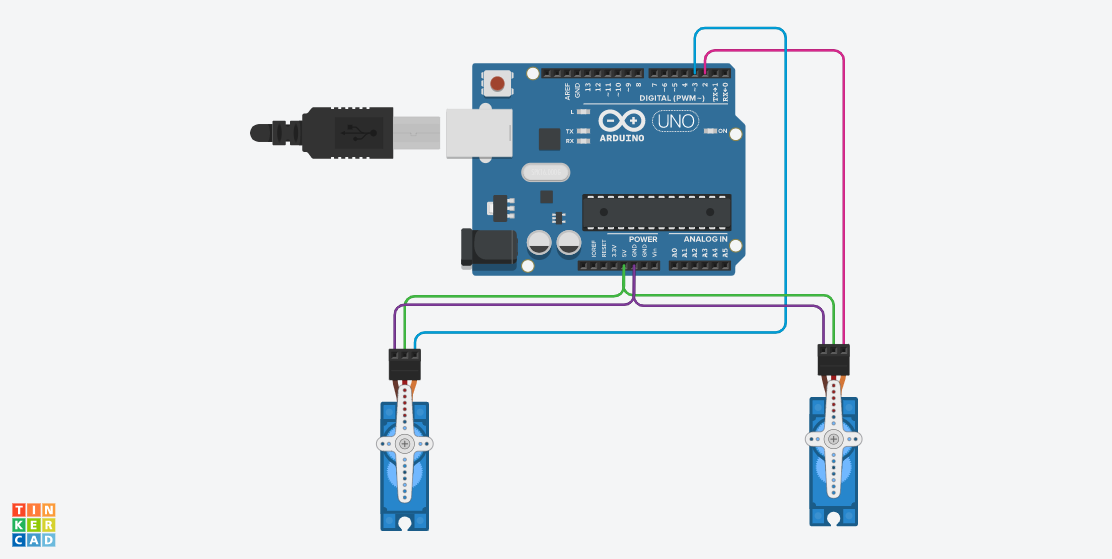 AREF
GND
13
12
~11
~10
~9
8
7
~6
~5
4
~3
2
TX→1
RX←0
DIGITAL (PWM~)
L
TX
RX
ARDUINO
UNO
ON
POWER
ANALOG IN
IOREF
RESET
3.3V
5V
GND
GND
Vin
A0
A1
A2
A3
A4
A5
TIN
KER
CAD